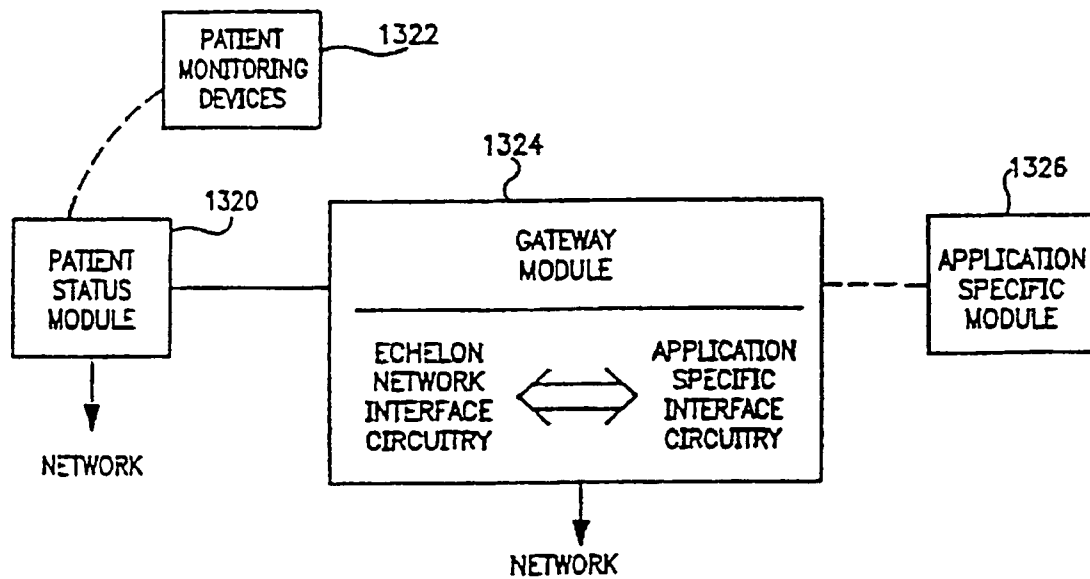 PATIENT
MONITORING
DEVICES
1322
1324
1326
1320
PATIENT
STATUS
MODULE
GATEWAY
MODULE
APPLICATION
SPECIFIC
MODULE
ECHELON
NETWORK
INTERFACE
CIRCUITRY
APPLICATION
SPECIFIC
INTERFACE
CIRCUITRY
NETWORK
NETWORK